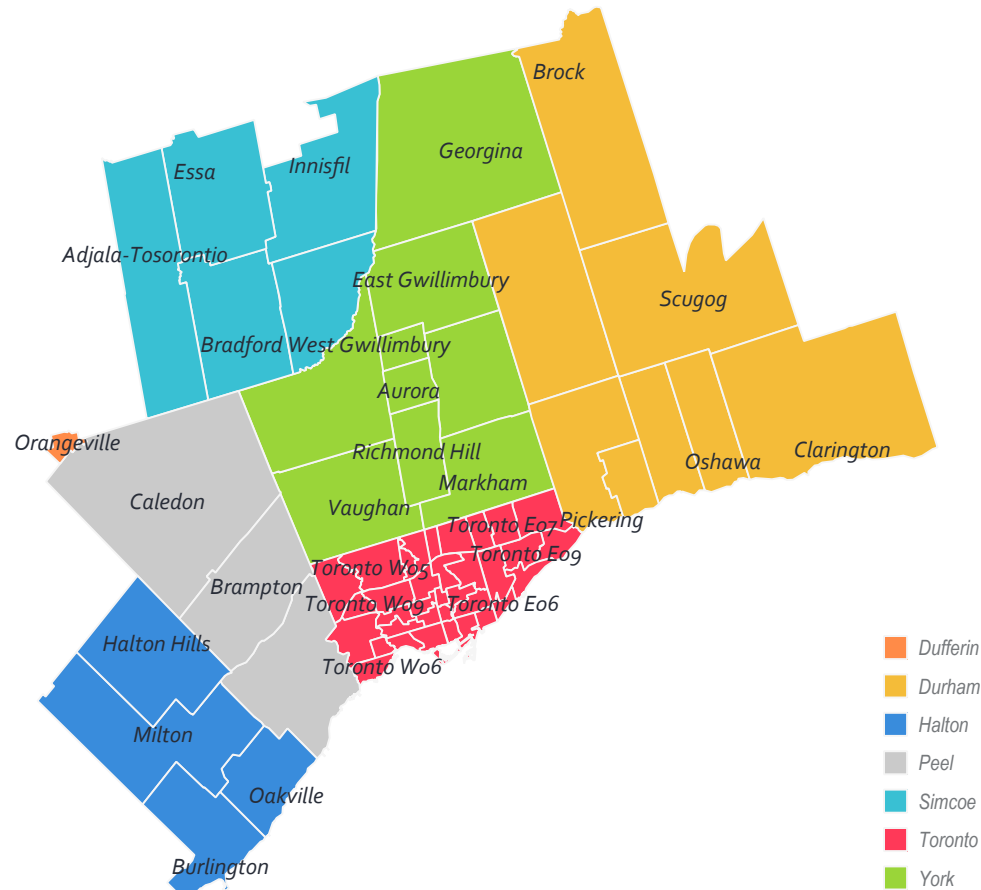 Brock
Georgina
Innisfil
Essa
Adjala-Tosorontio
East Gwillimbury
Scugog
Bradford West Gwillimbury
Aurora
Orangeville
Richmond Hill
Clarington
Oshawa
Markham
Caledon
Vaughan
Pickering
Toronto E07
Toronto E09
Toronto W05
Brampton
Toronto W09
Toronto E06
Halton Hills
Toronto W06
Milton
Oakville
Burlington
Dufferin
Durham
Halton
Peel
Simcoe
Toronto
York